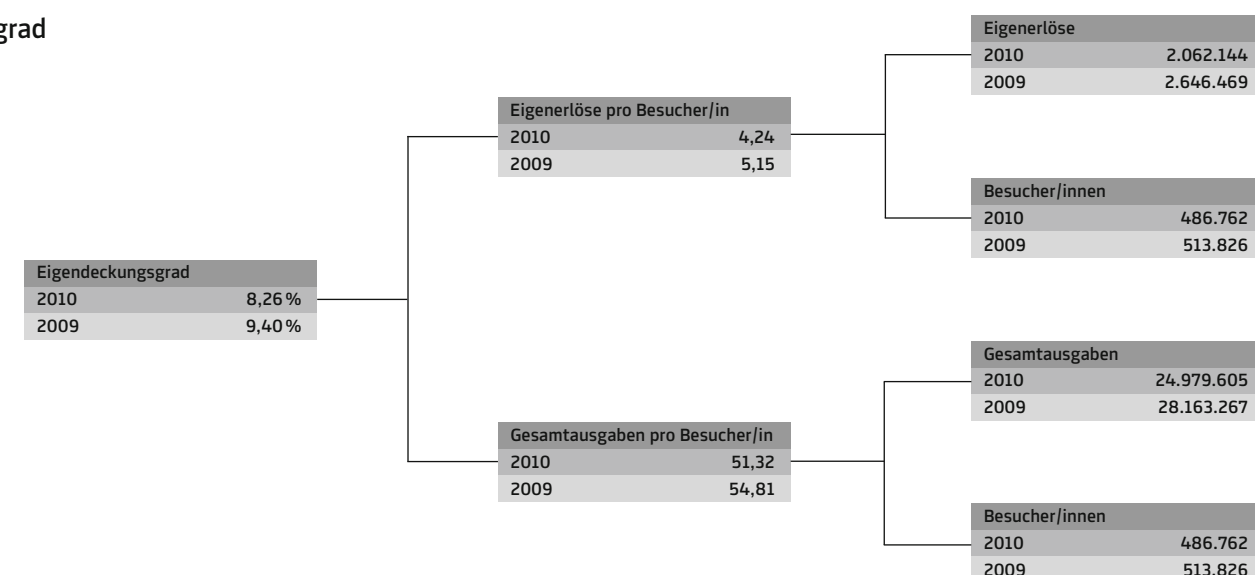 grad
Eigenerlöse
2010 2.062.144
2009 2.646.469
Eigenerlöse pro Besucher/in
2010 4,24
2009 5,15
Besucher/innen
2010 486.762
2009 513.826
Eigendeckungsgrad
2010 8,26 %
2009 9,40 %
Gesamtausgaben
2010 24.979.605
2009 28.163.267
Gesamtausgaben pro Besucher/in
2010 51,32
2009 54,81
Besucher/innen
2010 486.762
2009 513.826